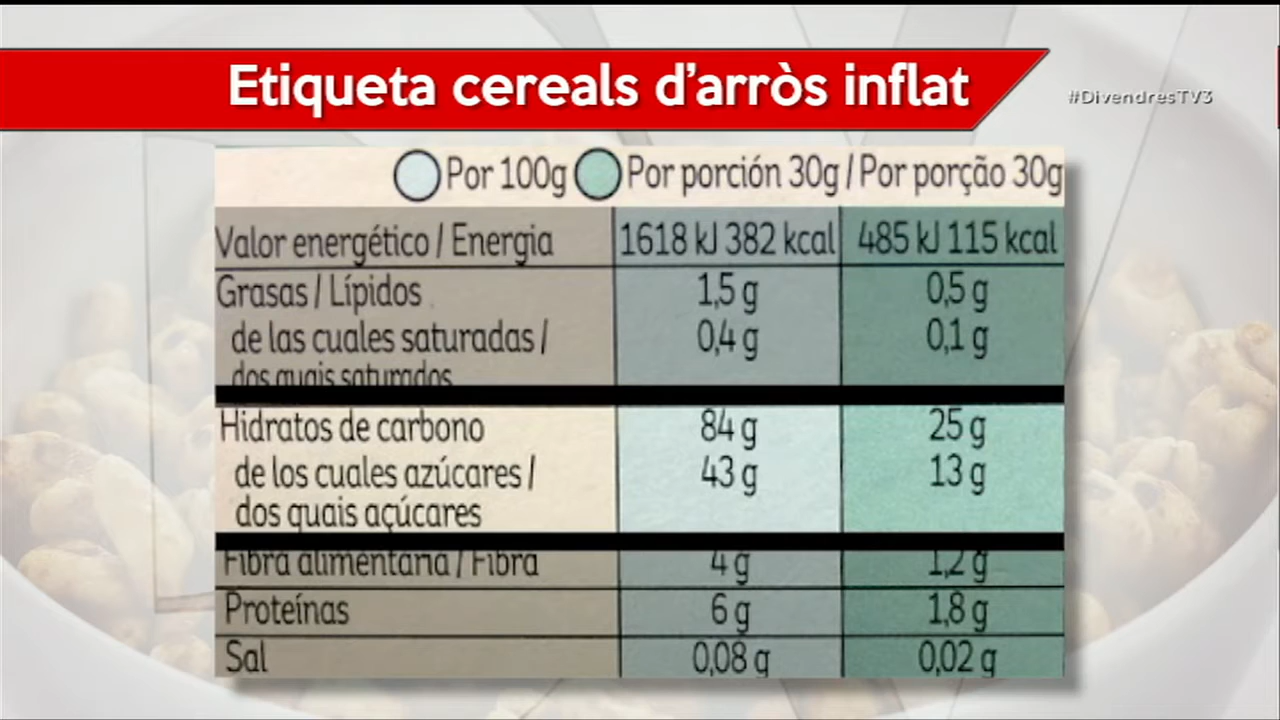 Etiqueta cereals d'arròs inflat
#DivendresTV3
Por 100g Por porción 30g / Por porção 30g
Valor energético / Energia 1618 kJ 382 kcal 485 kJ 115 kcal
Grasas / Lípidos 1,5 g 0,5 g
de las cuales saturadas / 0,4 g 0,1 g
dos quais saturados
Hidratos de carbono 84 g 25 g
de los cuales azúcares / 43 g 13 g
dos quais açúcares
Fibra alimentaria / Fibra 4 g 1,2 g
Proteínas 6 g 1,8 g
Sal 0,08 g 0,02 g